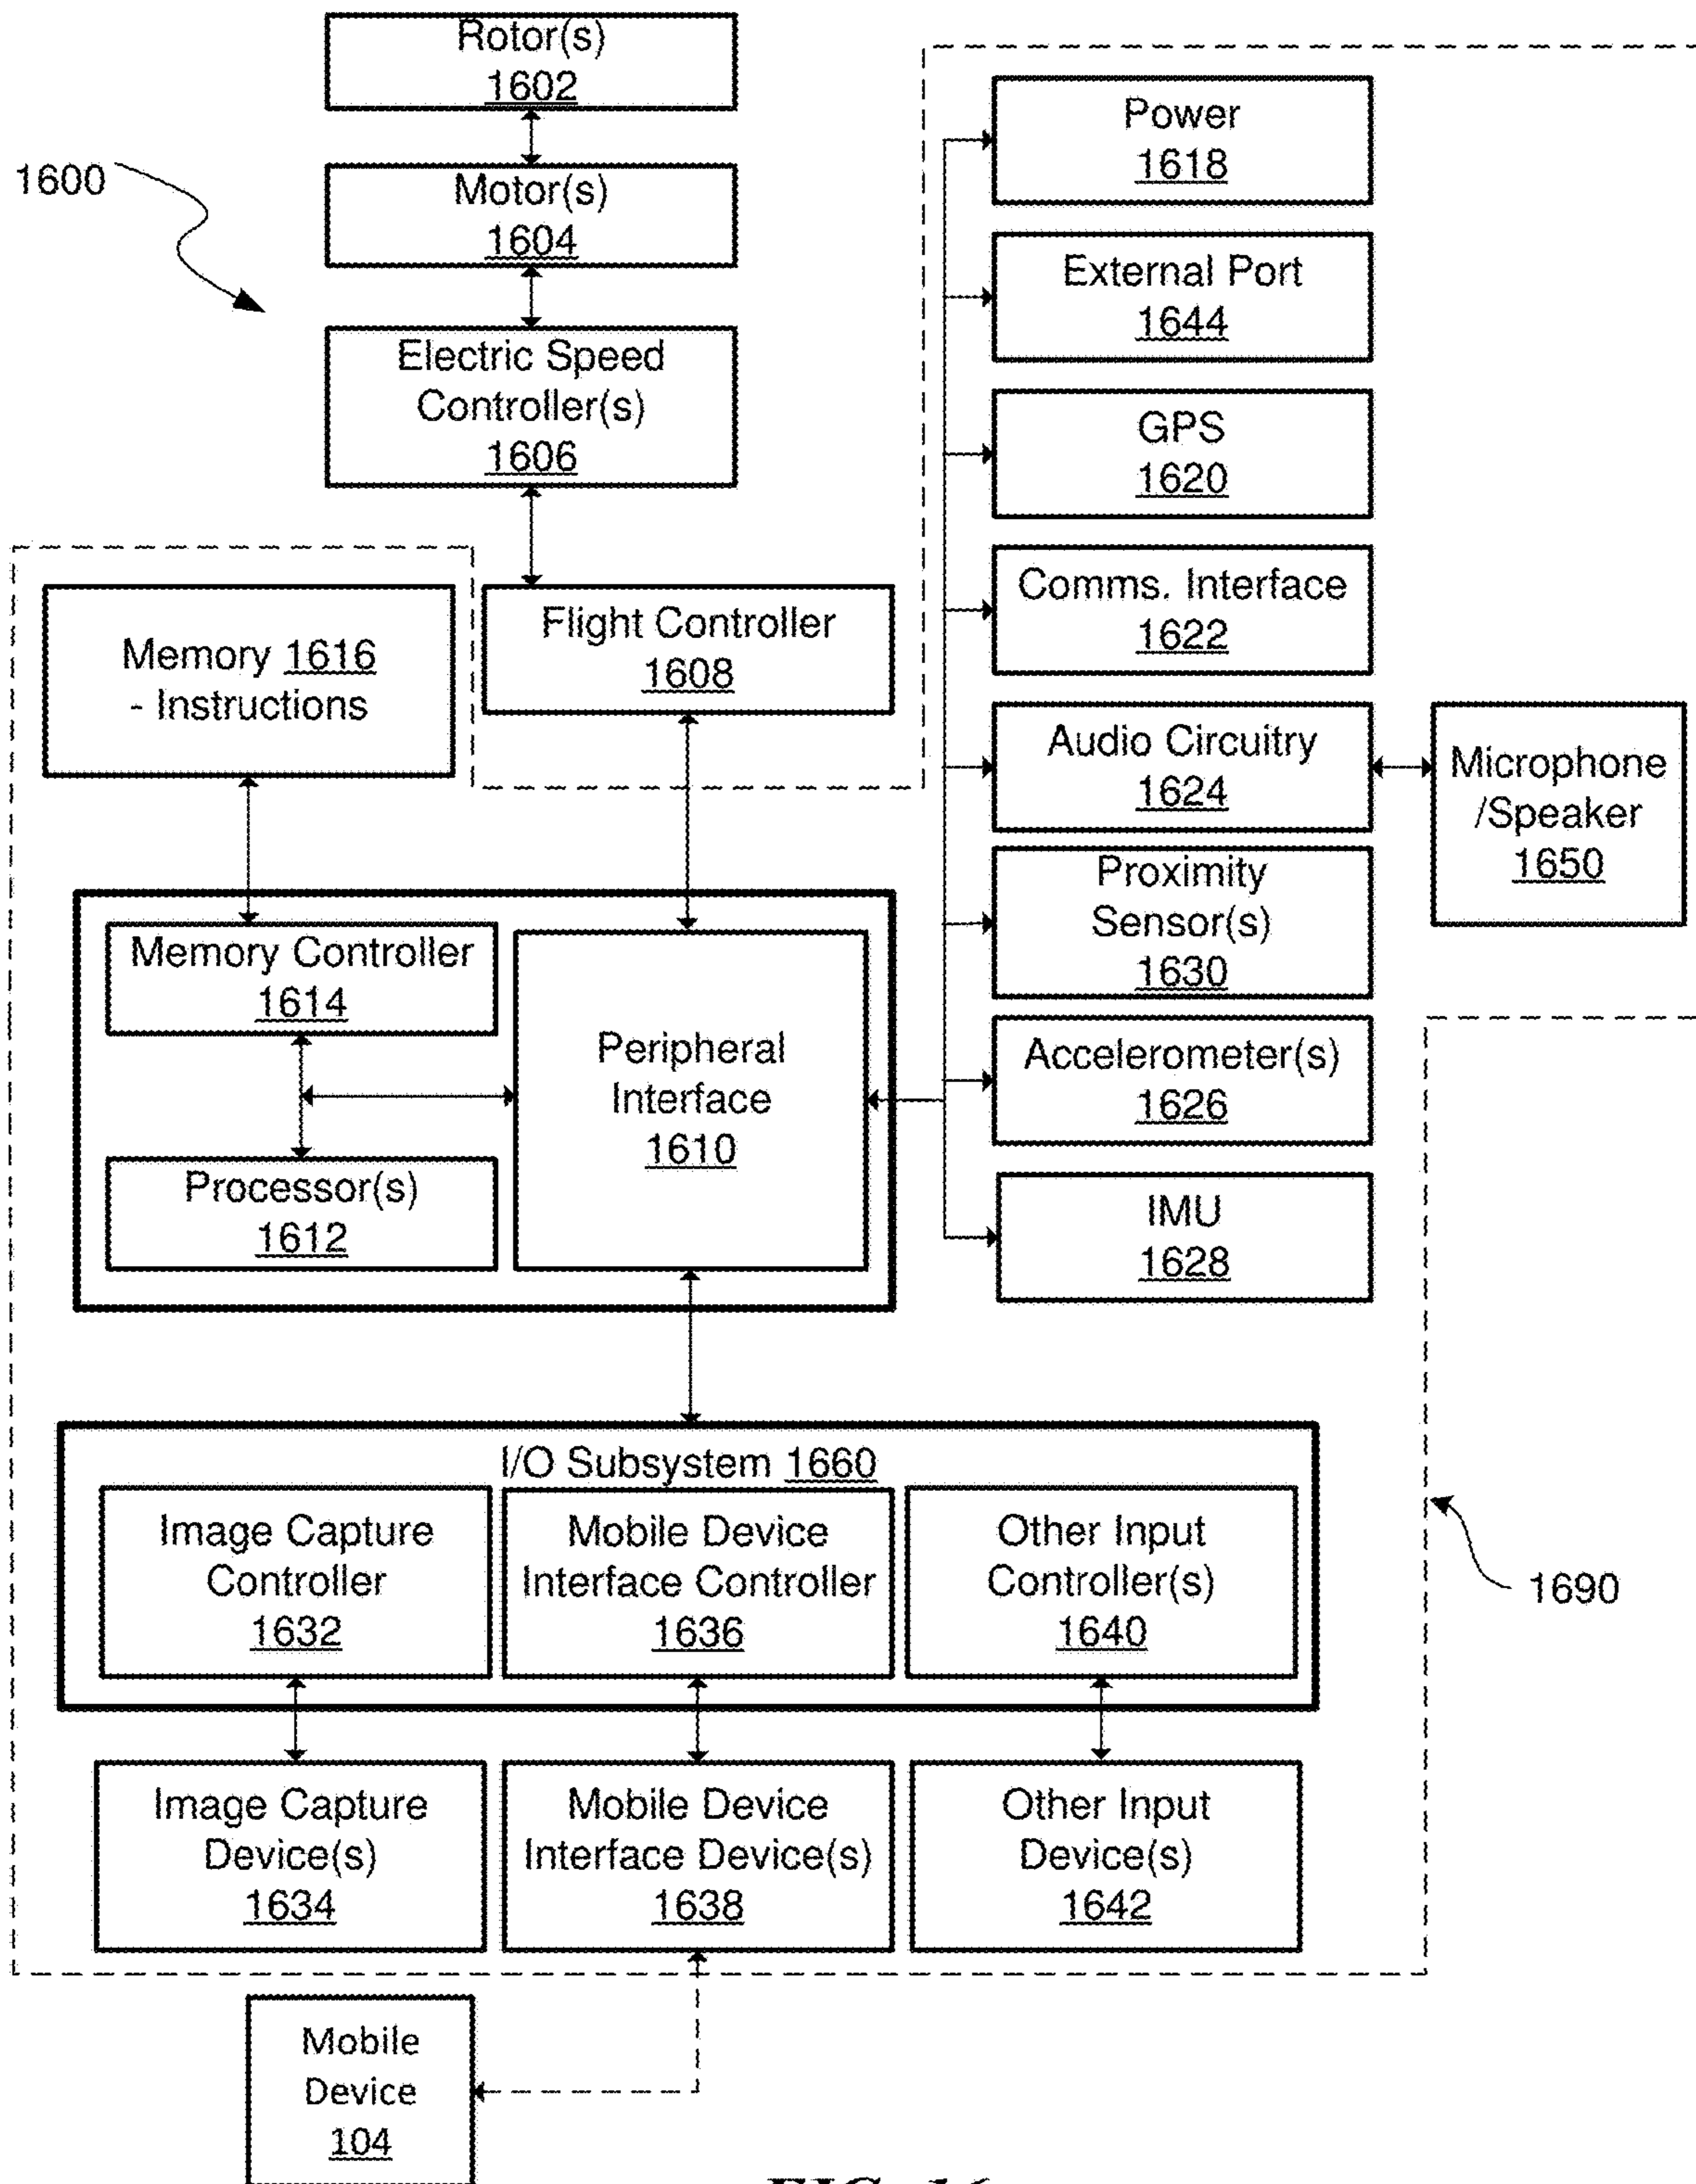 Rotor(s)
1602
1600
Motor(s)
1604
Electric Speed
Controller(s)
1606
Memory 1616
- Instructions
Flight Controller
1608
Memory Controller
1614
Processor(s)
1612
Peripheral
Interface
1610
Power
1618
External Port
1644
GPS
1620
Comms. Interface
1622
Audio Circuitry
1624
Microphone
/Speaker
1650
Proximity
Sensor(s)
1630
Accelerometer(s)
1626
IMU
1628
I/O Subsystem 1660
Image Capture
Controller
1632
Mobile Device
Interface Controller
1636
Other Input
Controller(s)
1640
1690
Image Capture
Device(s)
1634
Mobile Device
Interface Device(s)
1638
Other Input
Device(s)
1642
Mobile
Device
104